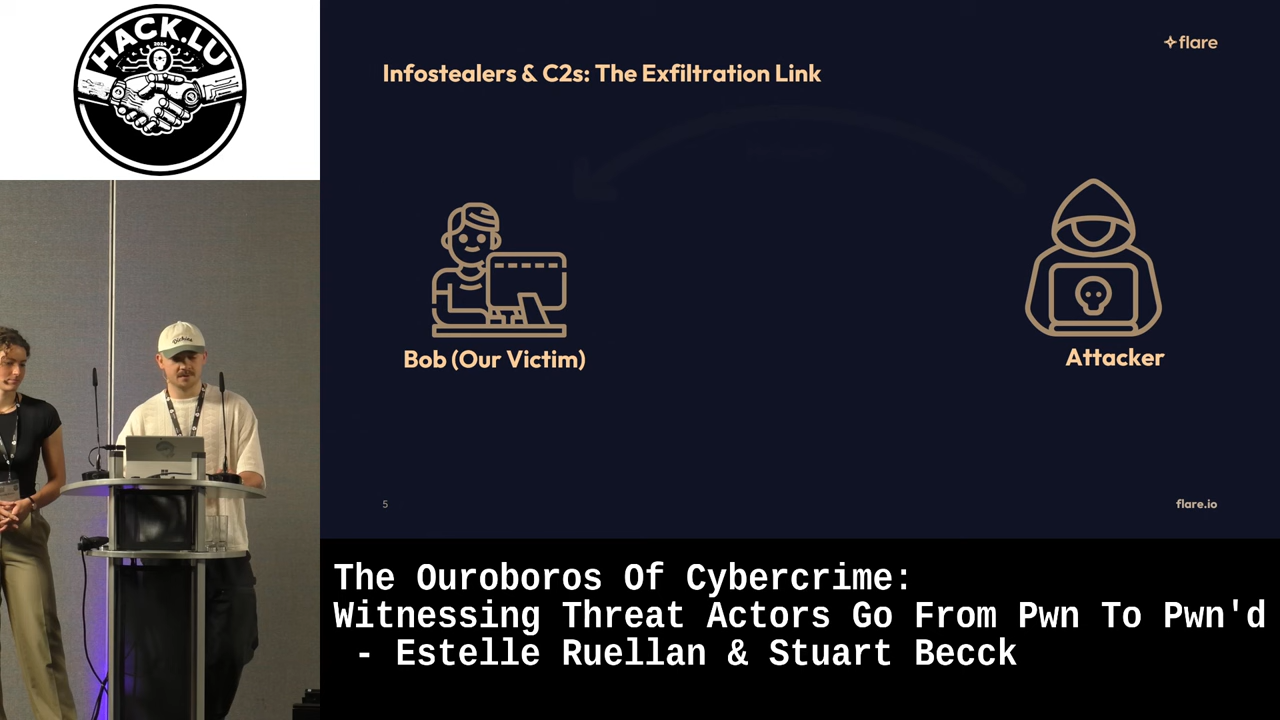 HACK.LU
2024
flare
Infostealers & C2s: The Exfiltration Link
Bob (Our Victim)
Attacker
5
flare.io
The Ouroboros Of Cybercrime:
Witnessing Threat Actors Go From Pwn To Pwn'd
- Estelle Ruellan & Stuart Becck